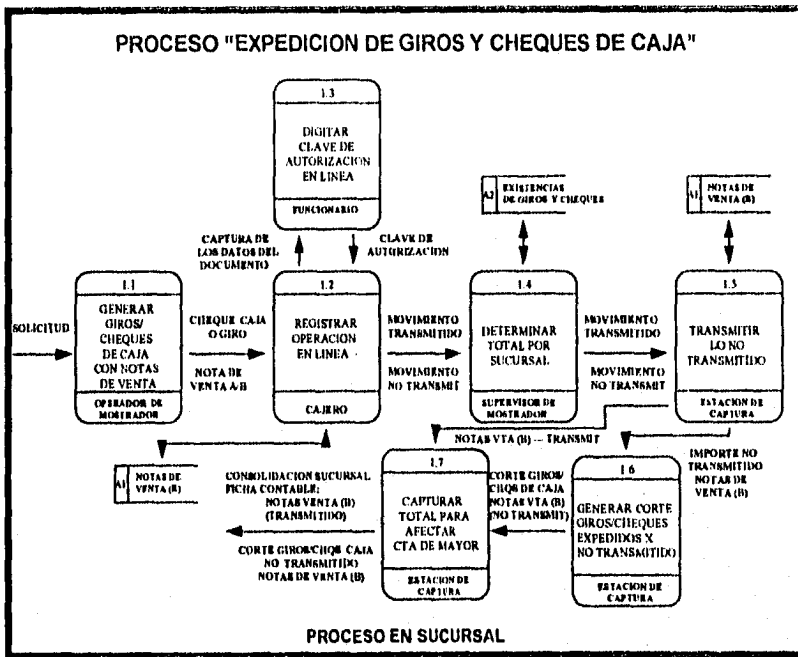 PROCESO "EXPEDICION DE GIROS Y CHEQUES DE CAJA"
1.3
DIGITAR
CLAVE DE
AUTORIZACION
EN LINEA
FUNCIONARIO
A2
EXISTENCIAS
DE GIROS Y CHEQUES
A1
NOTAS DE
VENTA (B)
CAPTURA DE
LOS DATOS DEL
DOCUMENTO
CLAVE DE
AUTORIZACION
SOLICITUD
1.1
GENERAR
GIROS/
CHEQUES
DE CAJA
CON NOTAS
DE VENTA
OPERADOR DE
MOSTRADOR
CHEQUE CAJA
O GIRO
NOTA DE
VENTA A/B
1.2
REGISTRAR
OPERACION
EN LINEA
CAJERO
MOVIMIENTO
TRANSMITIDO
MOVIMIENTO
NO TRANSMIT
1.4
DETERMINAR
TOTAL POR
SUCURSAL
SUPERVISOR DE
MOSTRADOR
MOVIMIENTO
TRANSMITIDO
MOVIMIENTO
NO TRANSMIT
1.5
TRANSMITIR
LO NO
TRANSMITIDO
ESTACION DE
CAPTURA
NOTAS VTA (B) -- TRANSMIT
A1
NOTAS DE
VENTA (B)
CONSOLIDACION SUCURSAL
FICHA CONTABLE:
NOTAS VENTA (B)
(TRANSMITIDO)
CORTE GIROS/CHQE CAJA
NO TRANSMITIDO
NOTAS DE VENTA (B)
1.7
CAPTURAR
TOTAL PARA
AFECTAR
CTA DE MAYOR
ESTACION DE
CAPTURA
CORTE GIROS/
CHQS DE CAJA
NOTAS VTA (B)
(NO TRANSMIT)
1.6
GENERAR CORTE
GIROS/CHEQUES
EXPEDIDOS X
NO TRANSMITIDO
ESTACION DE
CAPTURA
IMPORTE NO
TRANSMITIDO
NOTAS DE
VENTA (B)
PROCESO EN SUCURSAL